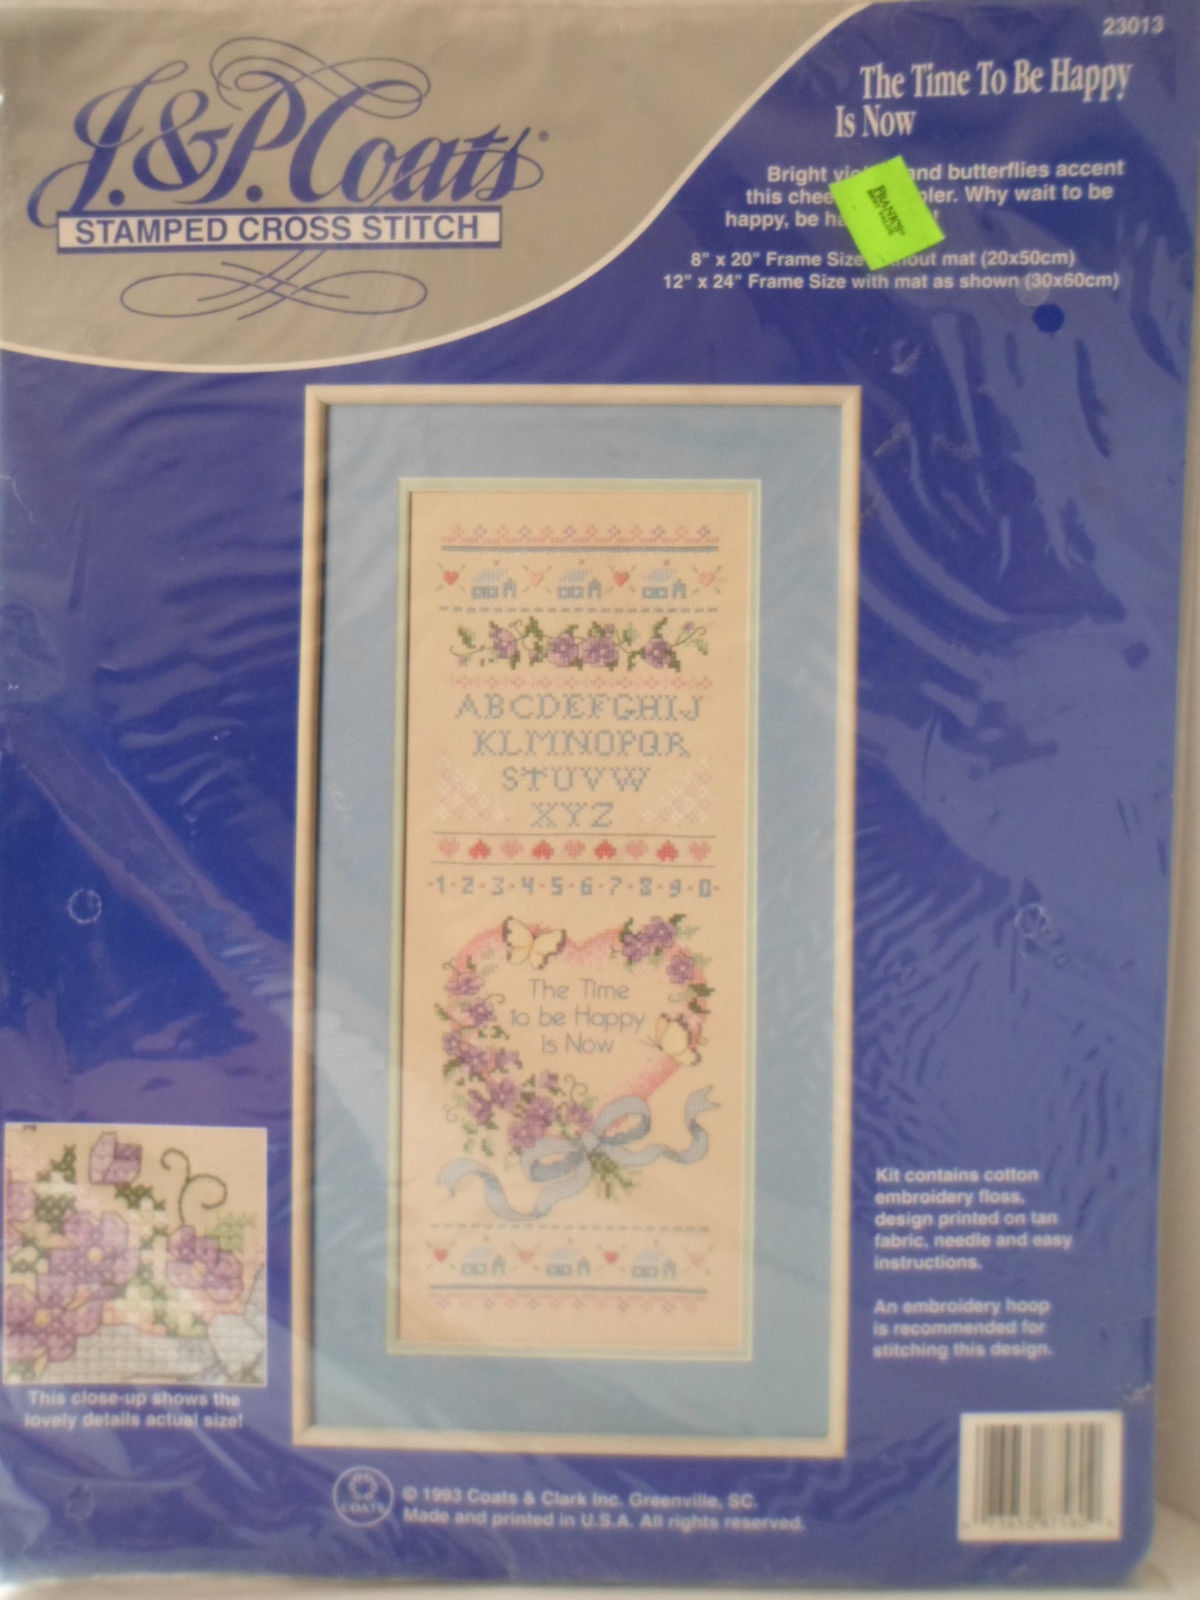 23013
J.&P. Coats®
STAMPED CROSS STITCH
The Time To Be Happy
Is Now
Bright and butterflies accent
this Why wait to be
happy, be
8" x 20" Frame Size mat (20x50cm)
12" x 24" Frame Size with mat as shown (30x60cm)
FRANK'S
ABCDEFGHIJ
KLMNOPQR
STUVW
XYZ
·1·2·3·4·5·6·7·8·9·0·
The Time
to be Happy
is Now
Kit contains cotton
embroidery floss,
design printed on tan
fabric, needle and easy
instructions.
An embroidery hoop
is recommended for
stitching this design.
This close-up shows the
lovely details actual size!
COATS
© 1993 Coats & Clark Inc. Greenville, SC.
Made and printed in U.S.A. All rights reserved.